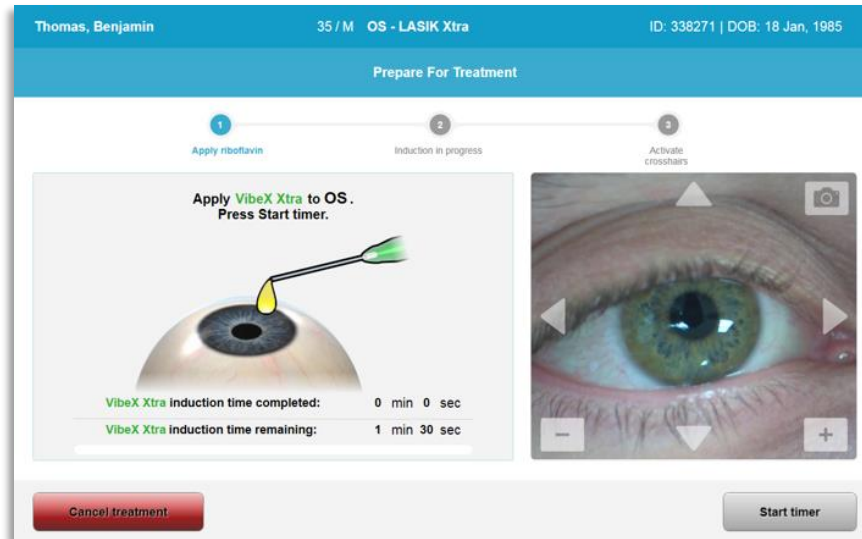 Thomas, Benjamin 35 / M OS - LASIK Xtra ID: 338271 | DOB: 18 Jan, 1985
Prepare For Treatment
1 2 3
Apply riboflavin Induction in progress Activate
crosshairs
Apply VibeX Xtra to OS.
Press Start timer.
VibeX Xtra induction time completed: 0 min 0 sec
VibeX Xtra induction time remaining: 1 min 30 sec
Cancel treatment Start timer